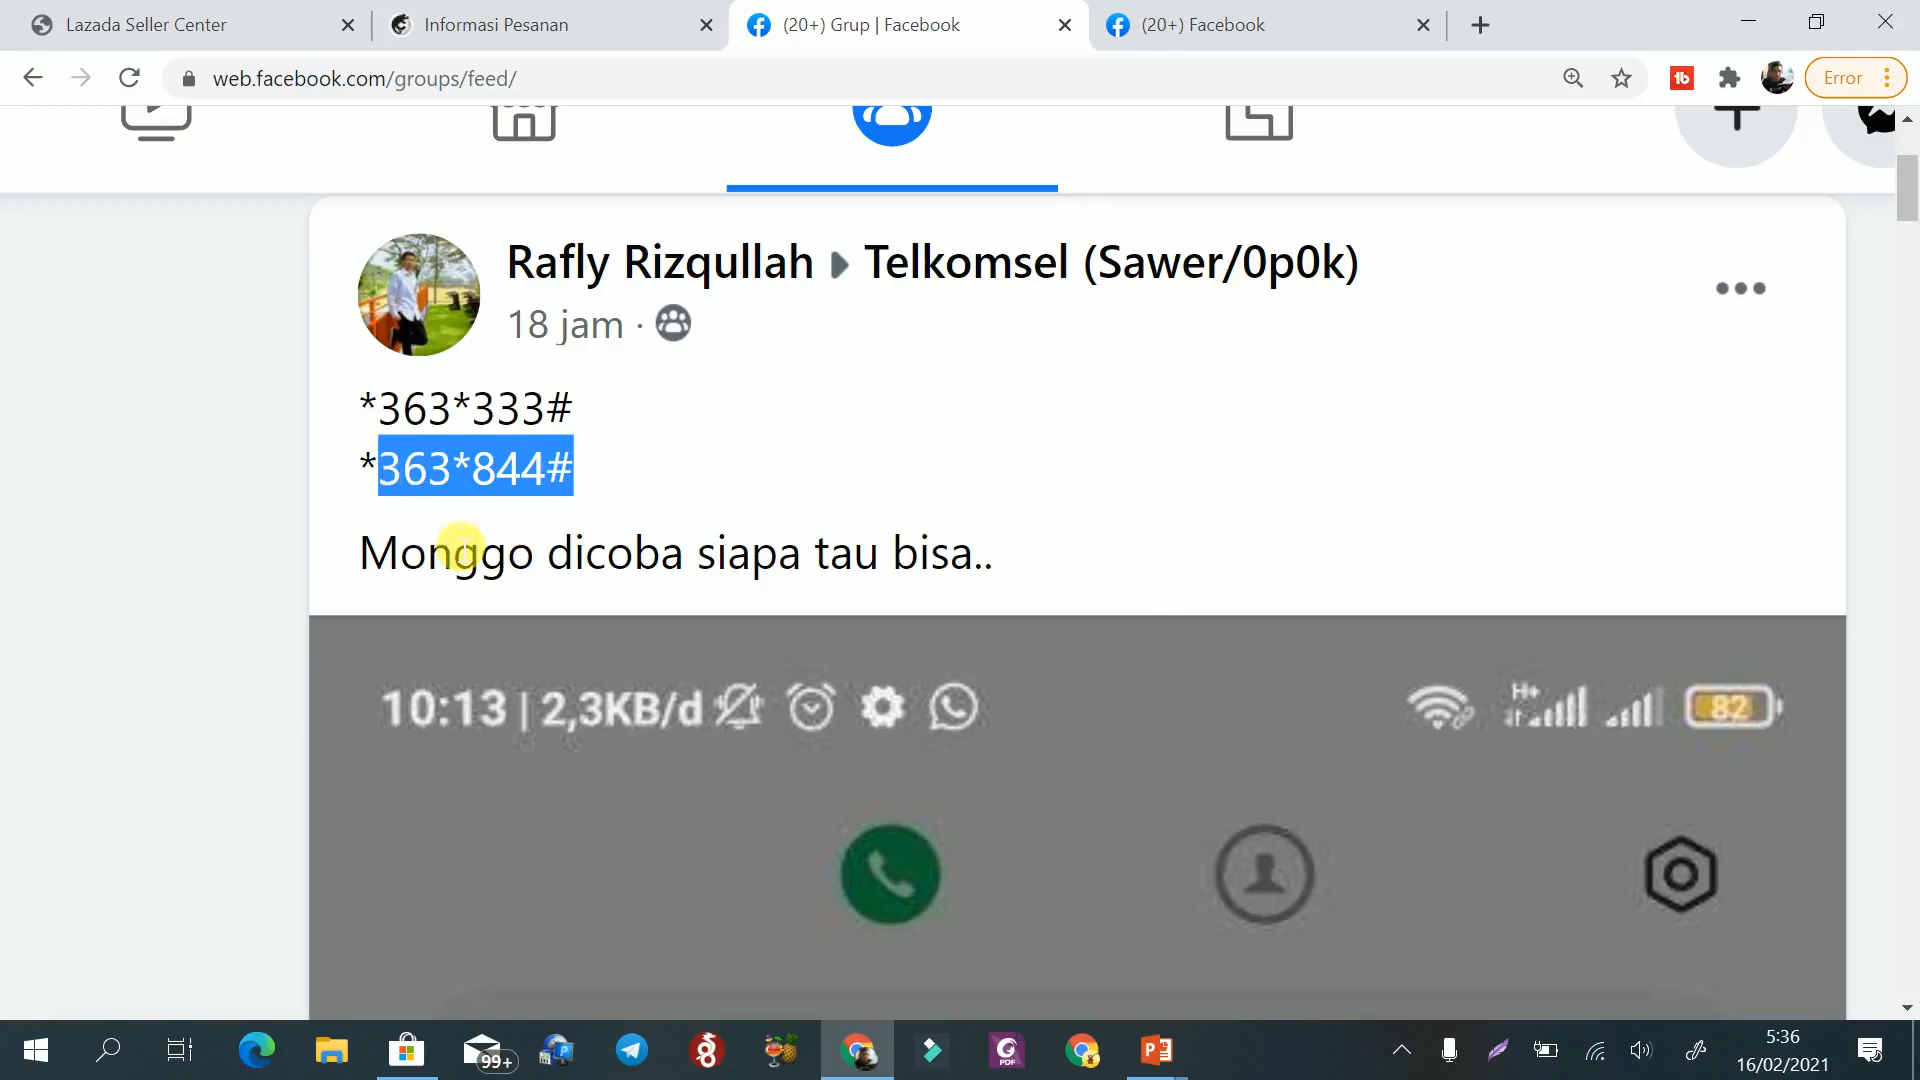 Lazada Seller Center
Informasi Pesanan
(20+) Grup | Facebook
(20+) Facebook
web.facebook.com/groups/feed/
Error
Rafly Rizqullah Telkomsel (Sawer/0p0k)
18 jam ·
*363*333#
*363*844#
Monggo dicoba siapa tau bisa..
10:13 | 2,3KB/d
H+
82
99+
PDF
5:36
16/02/2021